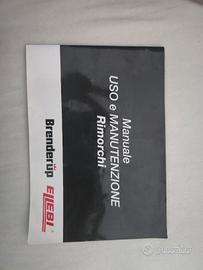 Manuale
USO e MANUTENZIONE
Rimorchi
Brenderup ELLEBI